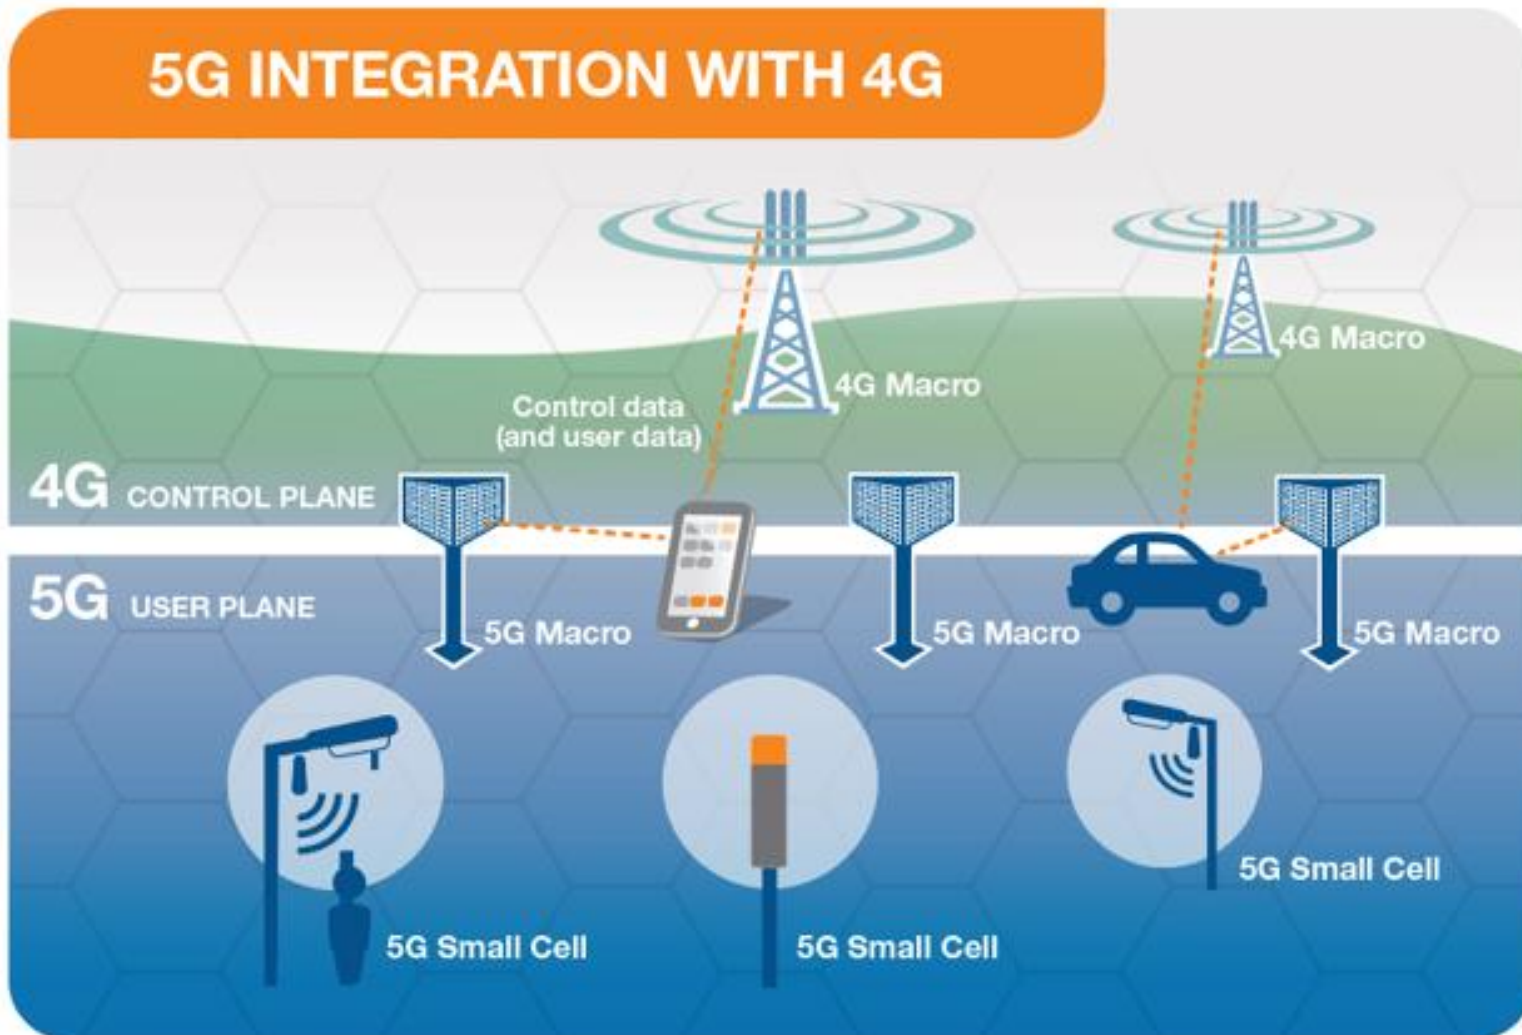 5G INTEGRATION WITH 4G
4G Macro
4G Macro
Control data
(and user data)
4G CONTROL PLANE
5G USER PLANE
5G Macro
5G Macro
5G Macro
5G Small Cell
5G Small Cell
5G Small Cell